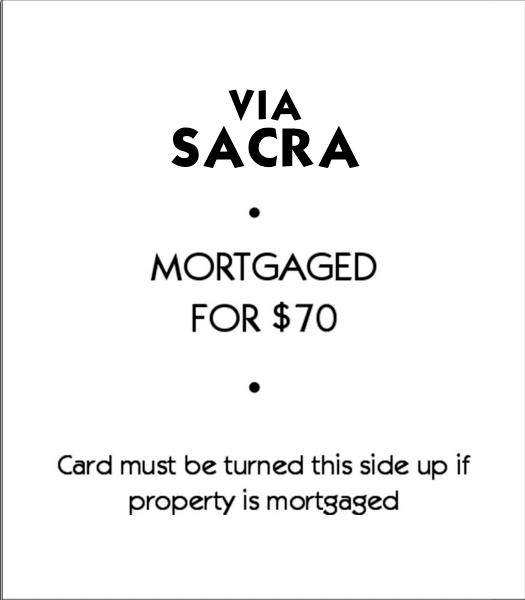 VIA
SACRA
•
MORTGAGED
FOR $70
•
Card must be turned this side up if
property is mortgaged